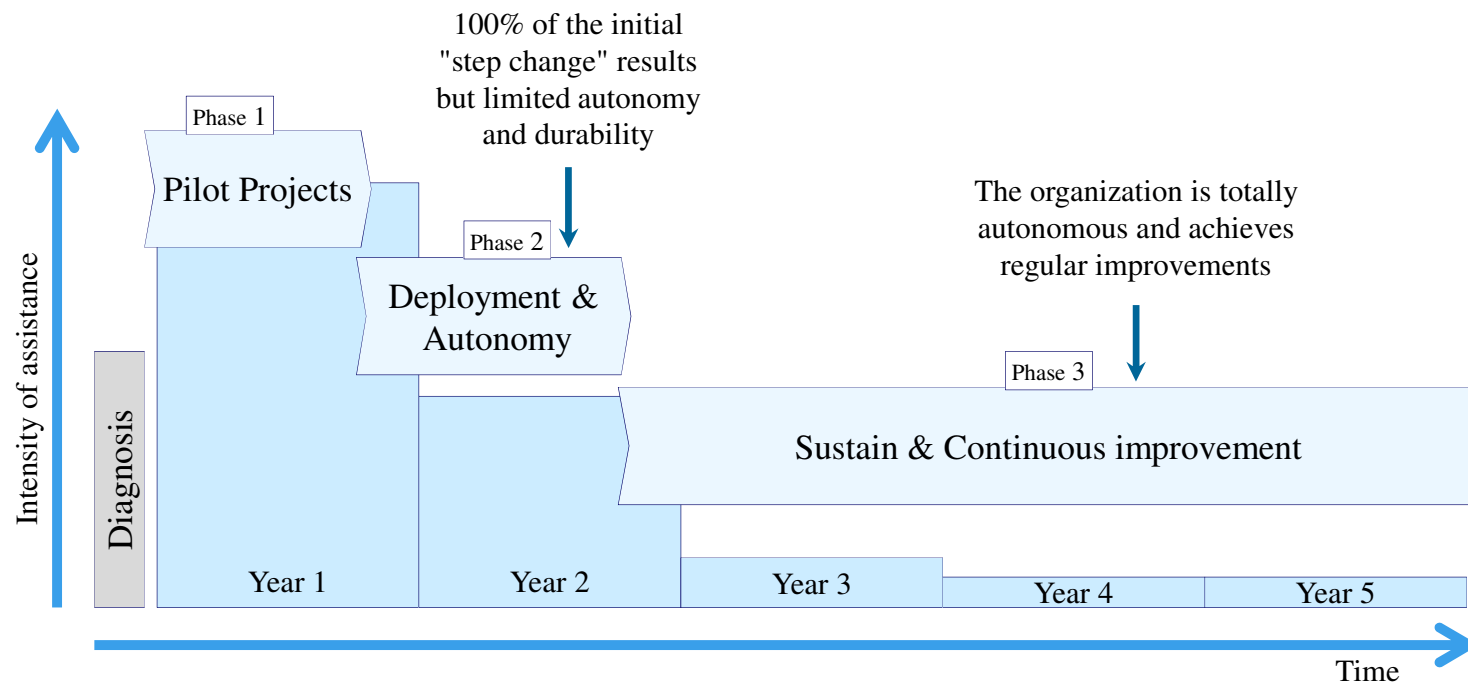 100% of the initial
"step change" results
but limited autonomy
and durability
Phase 1
Pilot Projects
The organization is totally
autonomous and achieves
regular improvements
Phase 2
Deployment &
Autonomy
Intensity of assistance
Phase 3
Diagnosis
Sustain & Continuous improvement
Year 1
Year 2
Year 3
Year 4
Year 5
Time